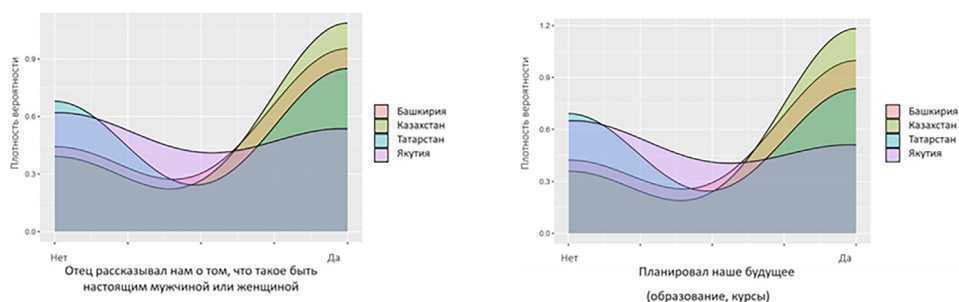 Плотность вероятности
0.9
0.6
0.3
0.0
Нет
Да
Отец рассказывал нам о том, что такое быть
настоящим мужчиной или женщиной
Башкирия
Казахстан
Татарстан
Якутия
Плотность вероятности
1.2
0.9
0.6
0.3
0.0
Нет
Да
Планировал наше будущее
(образование, курсы)
Башкирия
Казахстан
Татарстан
Якутия